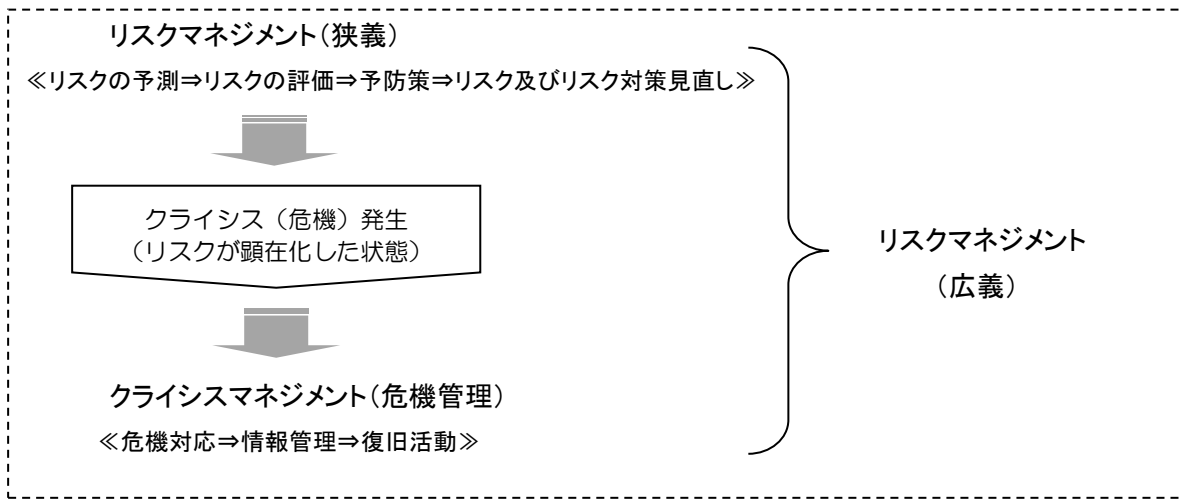 リスクマネジメント（狭義）
≪リスクの予測⇒リスクの評価⇒予防策⇒リスク及びリスク対策見直し≫
クライシス（危機）発生
（リスクが顕在化した状態）
リスクマネジメント
（広義）
クライシスマネジメント（危機管理）
≪危機対応⇒情報管理⇒復旧活動≫